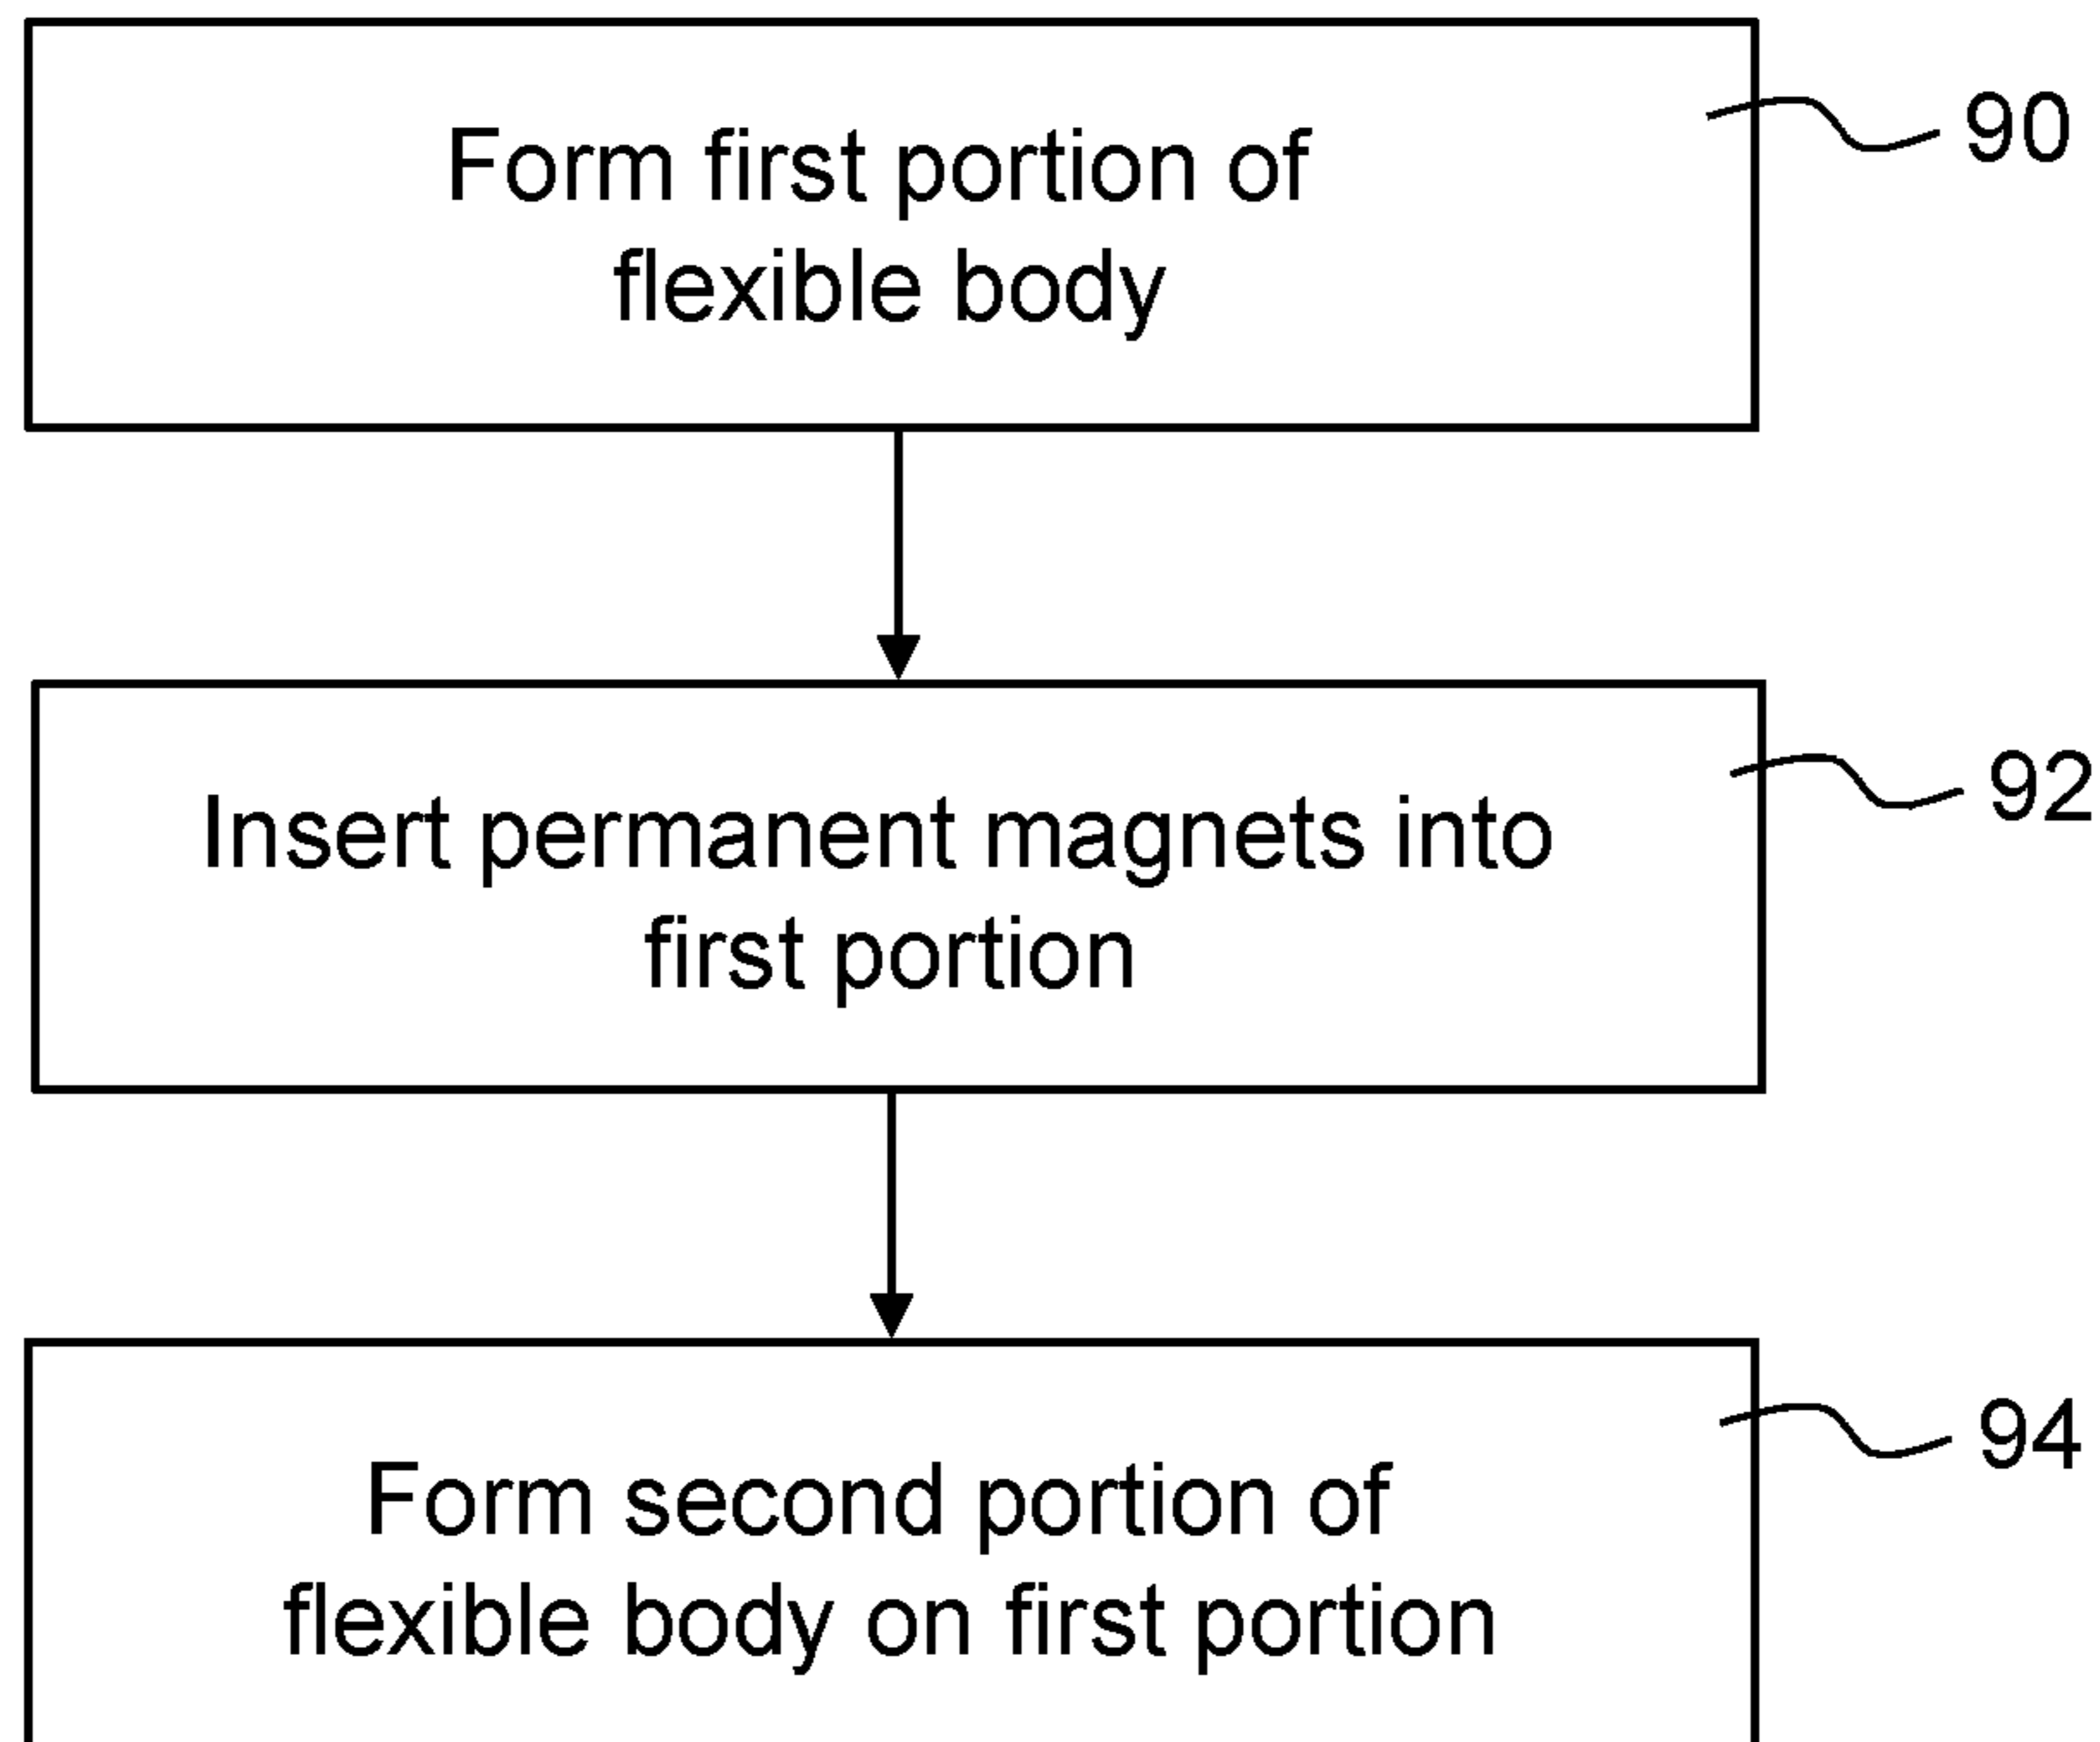 Form first portion of
flexible body
90
Insert permanent magnets into
first portion
92
Form second portion of
flexible body on first portion
94